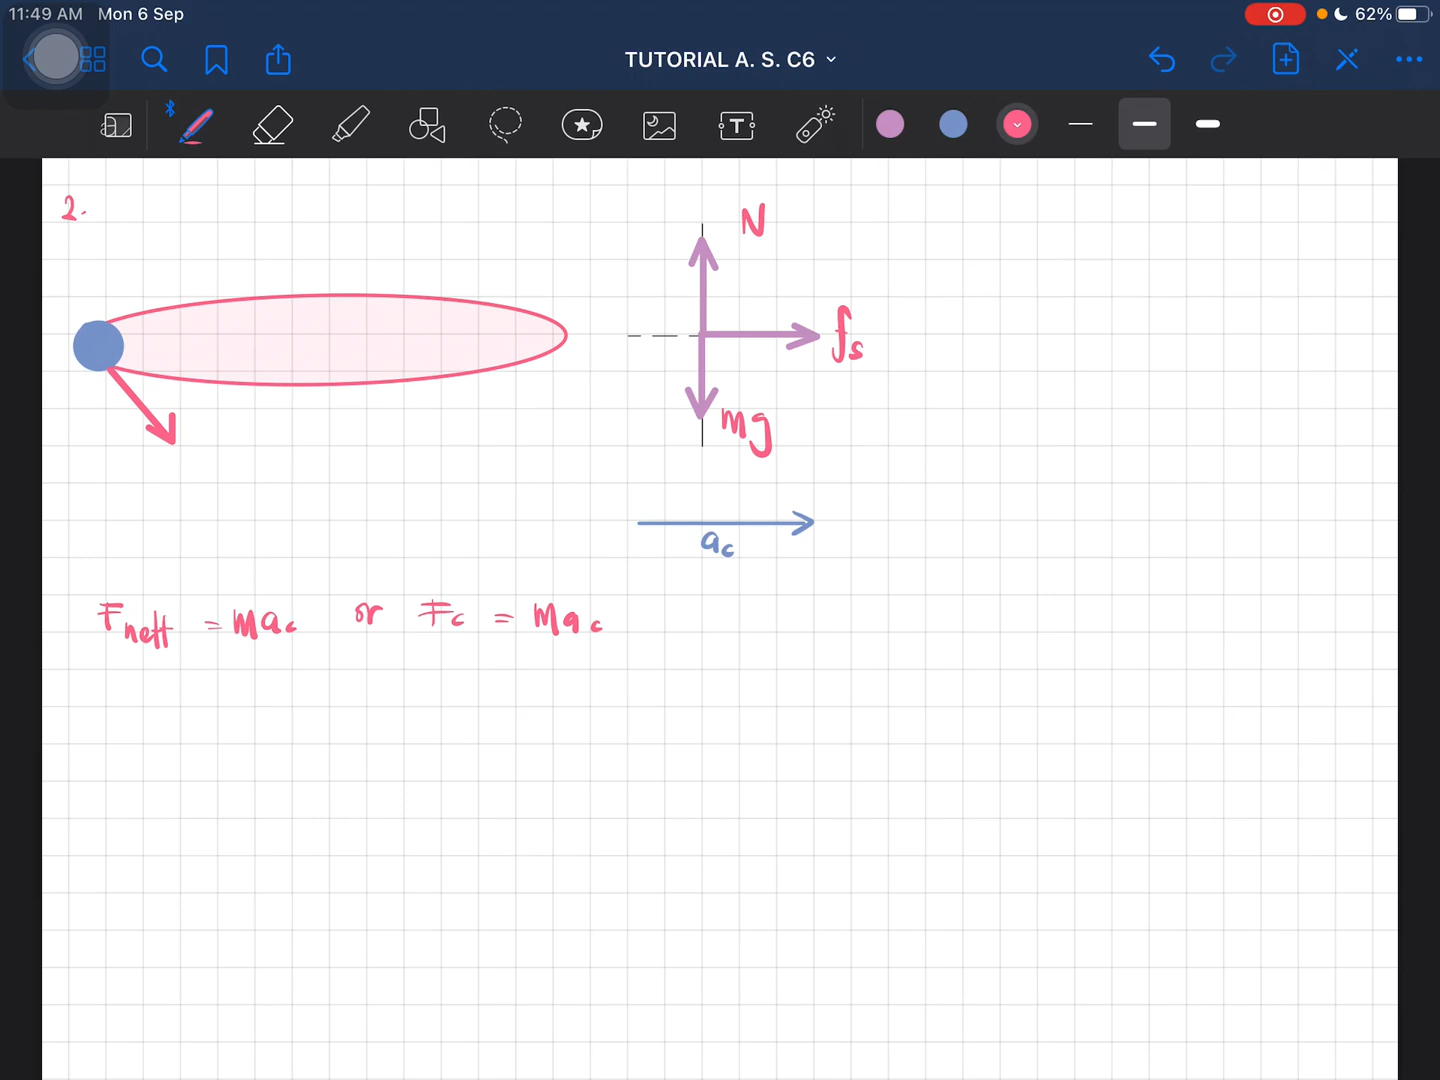 11:49 AM Mon 6 Sep
62%
TUTORIAL A. S. C6
T
2.
N
fs
mg
ac
Fnett = mac or Fc = mac